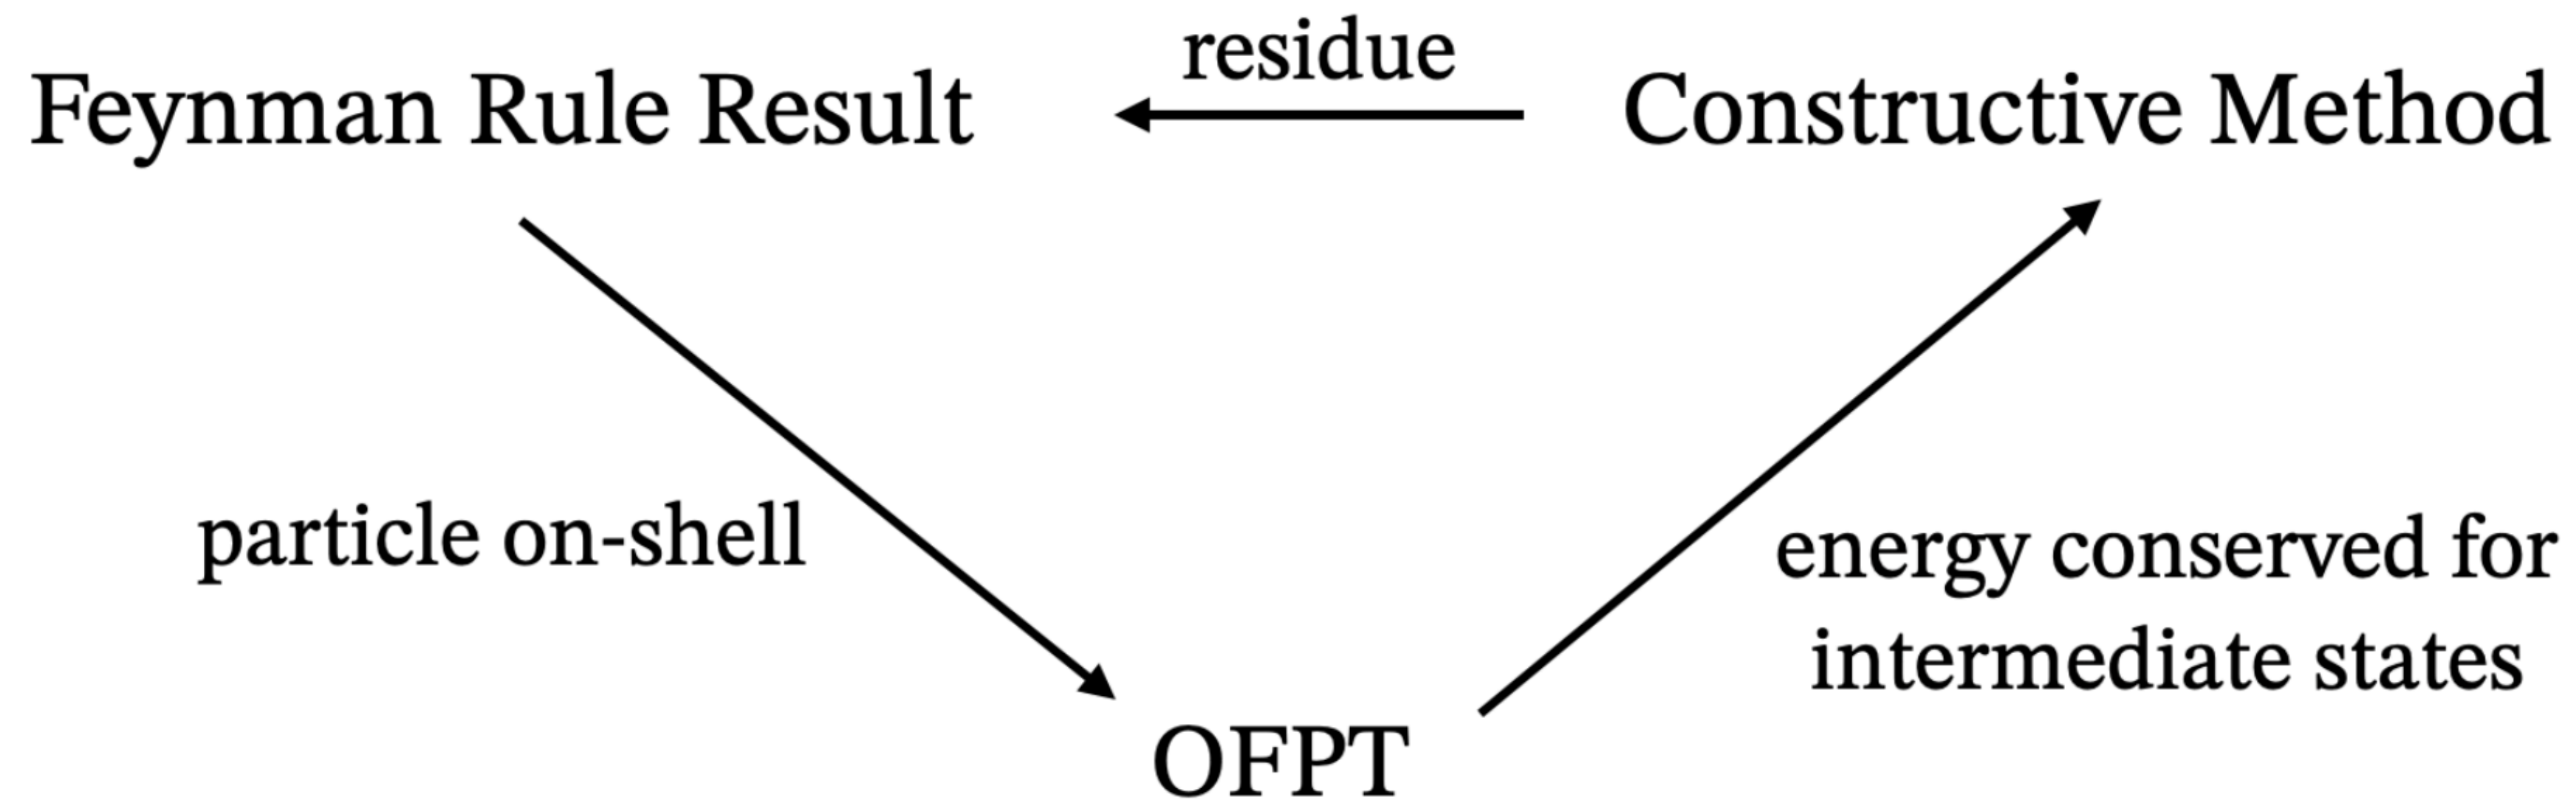 residue
Feynman Rule Result
Constructive Method
particle on-shell
energy conserved for
intermediate states
OFPT